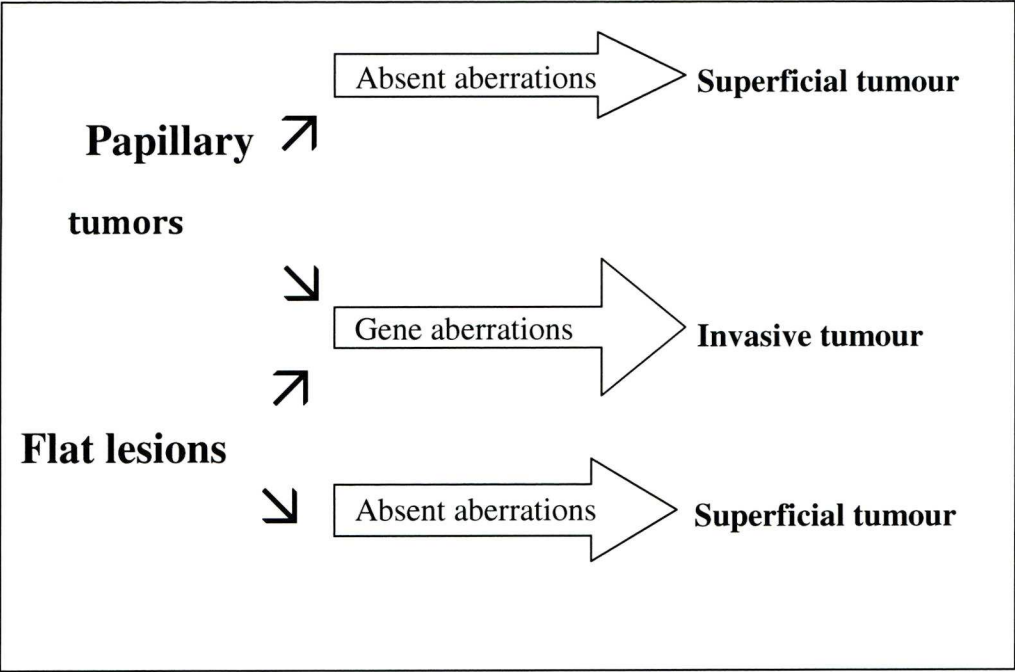 Absent aberrations
Superficial tumour
Papillary
tumors
Gene aberrations
Invasive tumour
Flat lesions
Absent aberrations
Superficial tumour